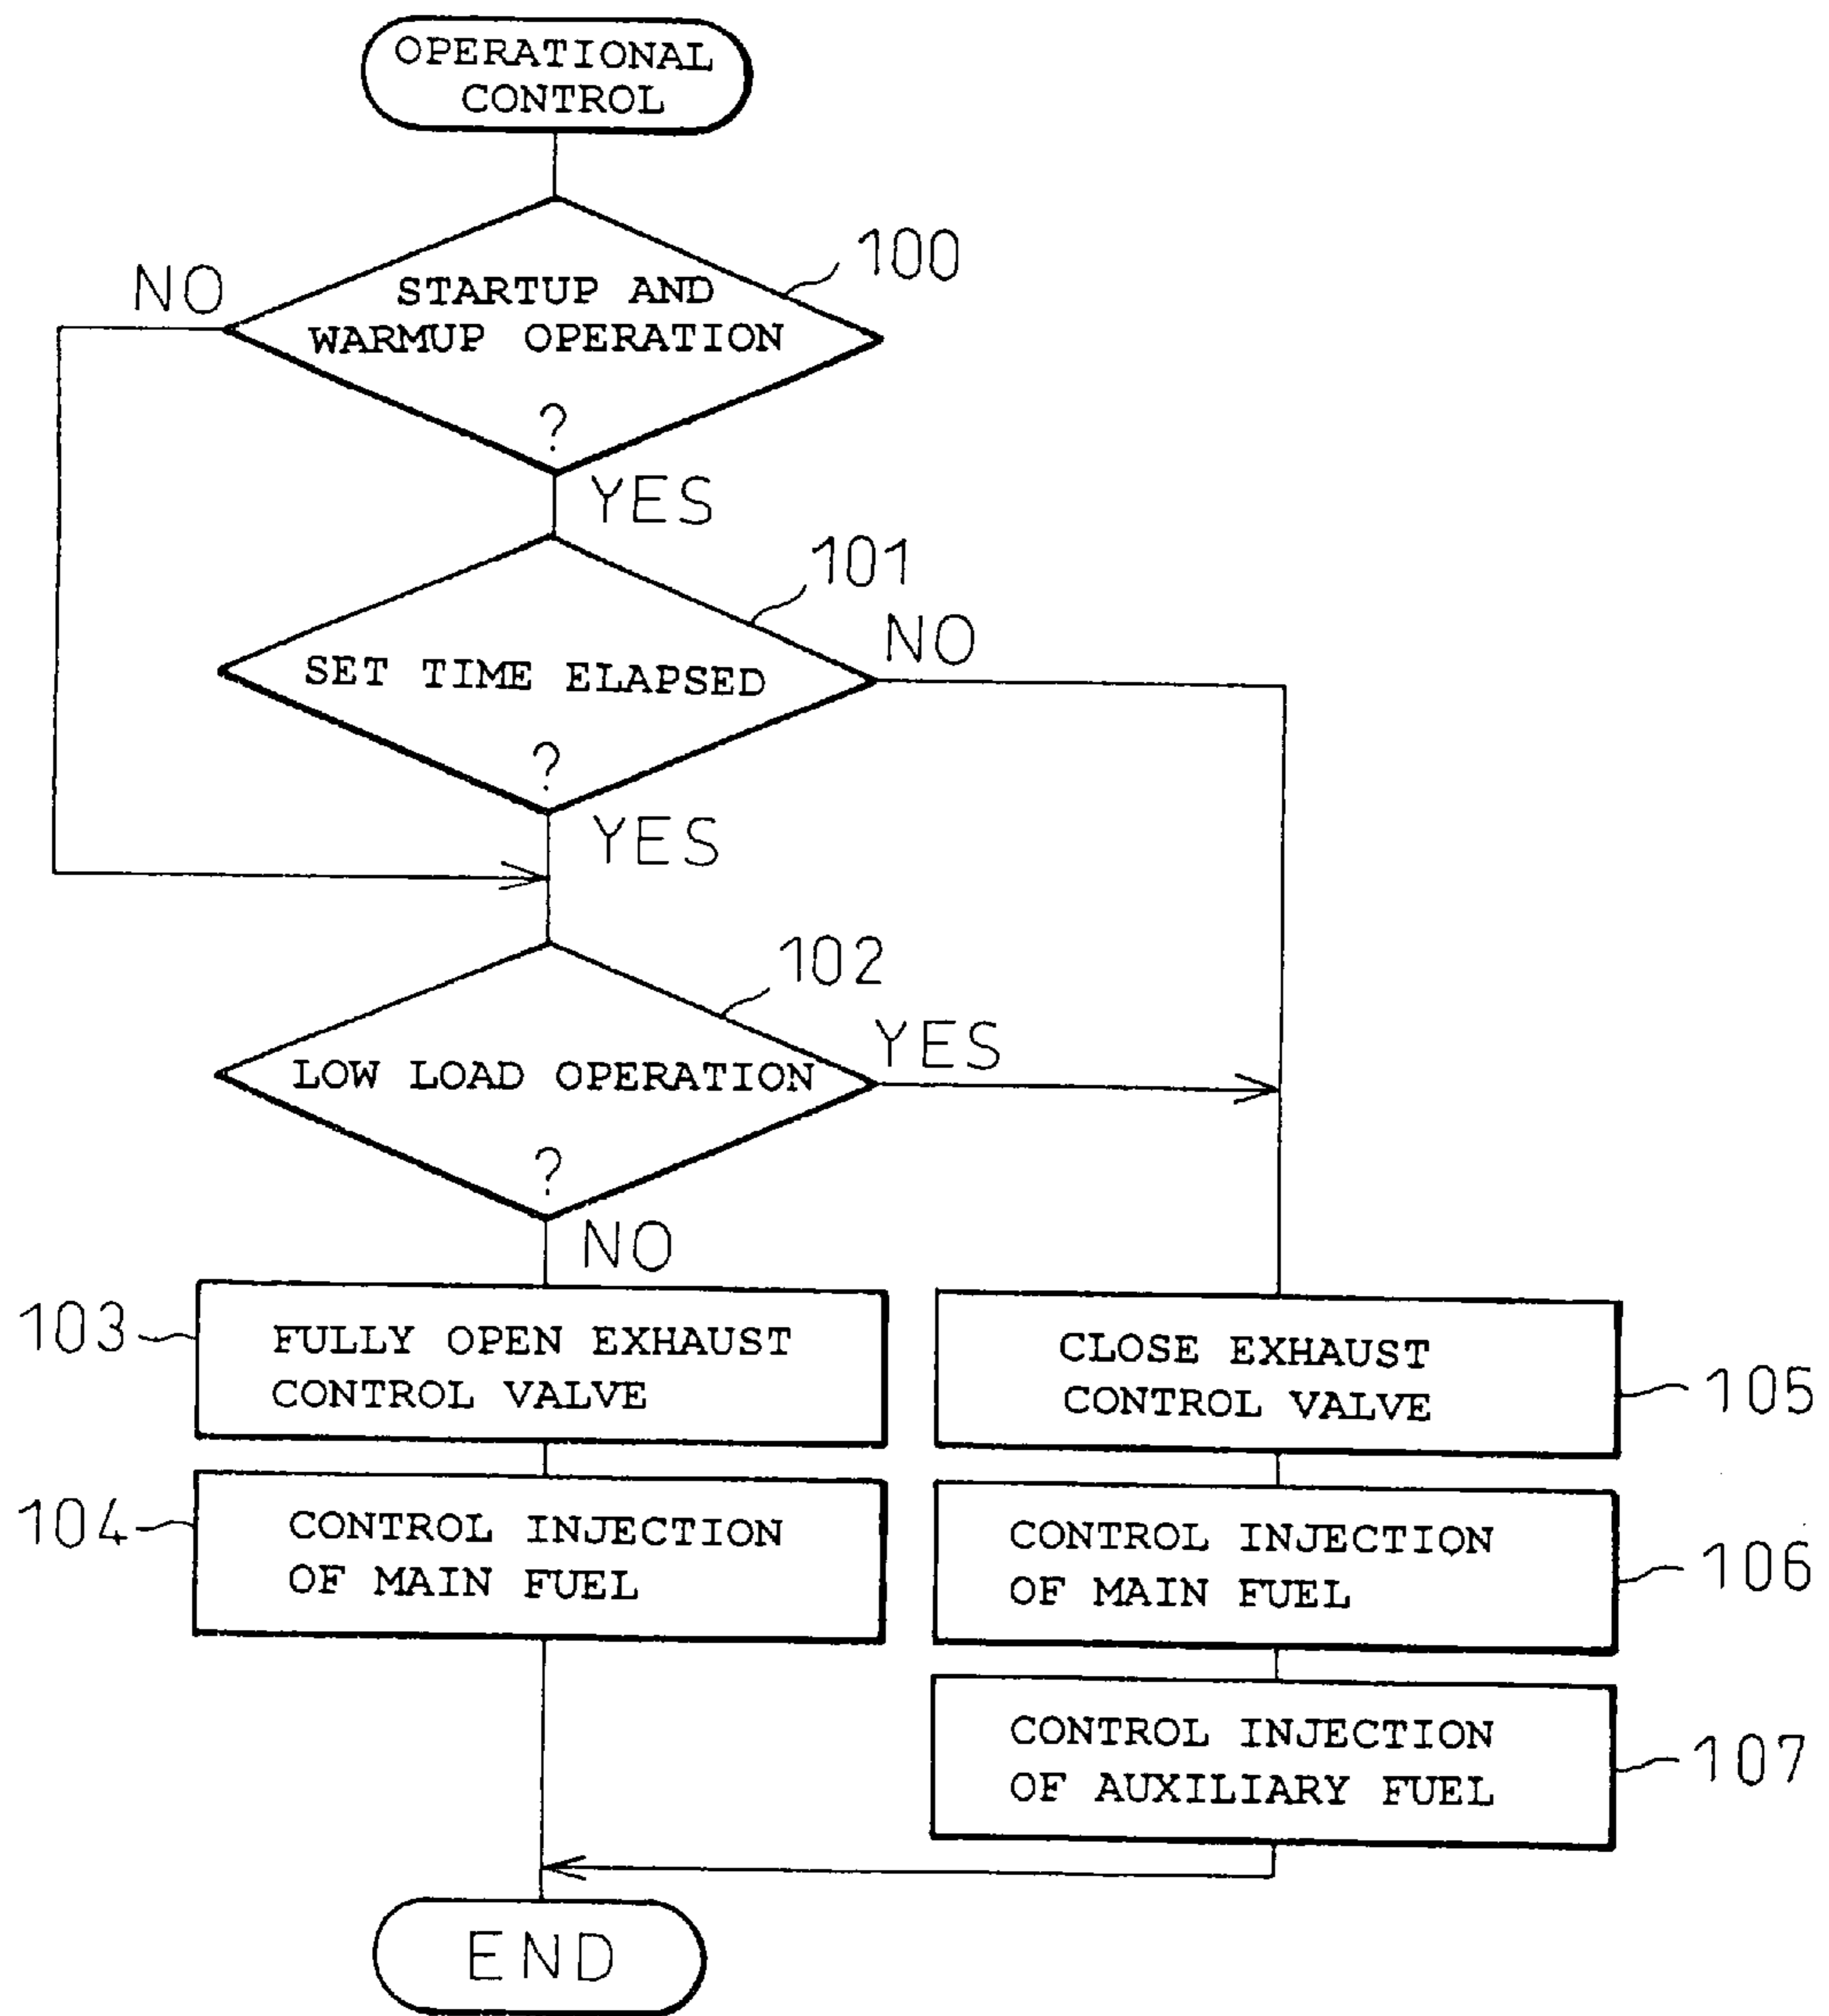 OPERATIONAL
CONTROL
100
NO
STARTUP AND
WARMUP OPERATION
?
YES
101
NO
SET TIME ELAPSED
?
YES
102
YES
LOW LOAD OPERATION
?
NO
103
FULLY OPEN EXHAUST
CONTROL VALVE
CLOSE EXHAUST
CONTROL VALVE
105
104
CONTROL INJECTION
OF MAIN FUEL
CONTROL INJECTION
OF MAIN FUEL
106
CONTROL INJECTION
OF AUXILIARY FUEL
107
END